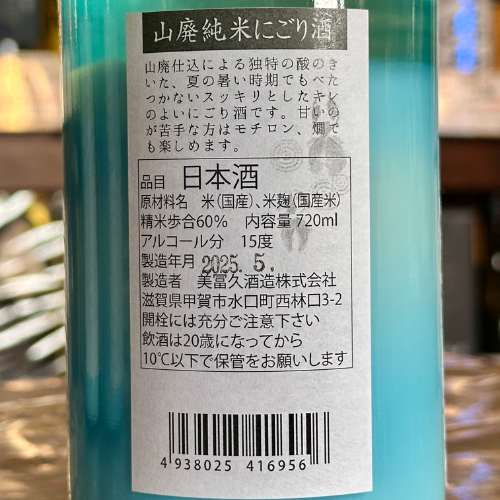 山廃純米にごり酒
山廃仕込による独特の酸のき
いた、夏の暑い時期でもべた
つかないスッキリとしたキレ
のよいにごり酒です。甘いの
が苦手な方はモチロン、燗で
も楽しめます。
品目 日本酒
原材料名 米(国産)、米麹(国産米)
精米歩合60% 内容量720ml
アルコール分 15度
製造年月 2025.5.
製造者 美冨久酒造株式会社
滋賀県甲賀市水口町西林口3-2
開栓には充分ご注意下さい
飲酒は20歳になってから
10℃以下で保管をお願いします
4 938025 416956